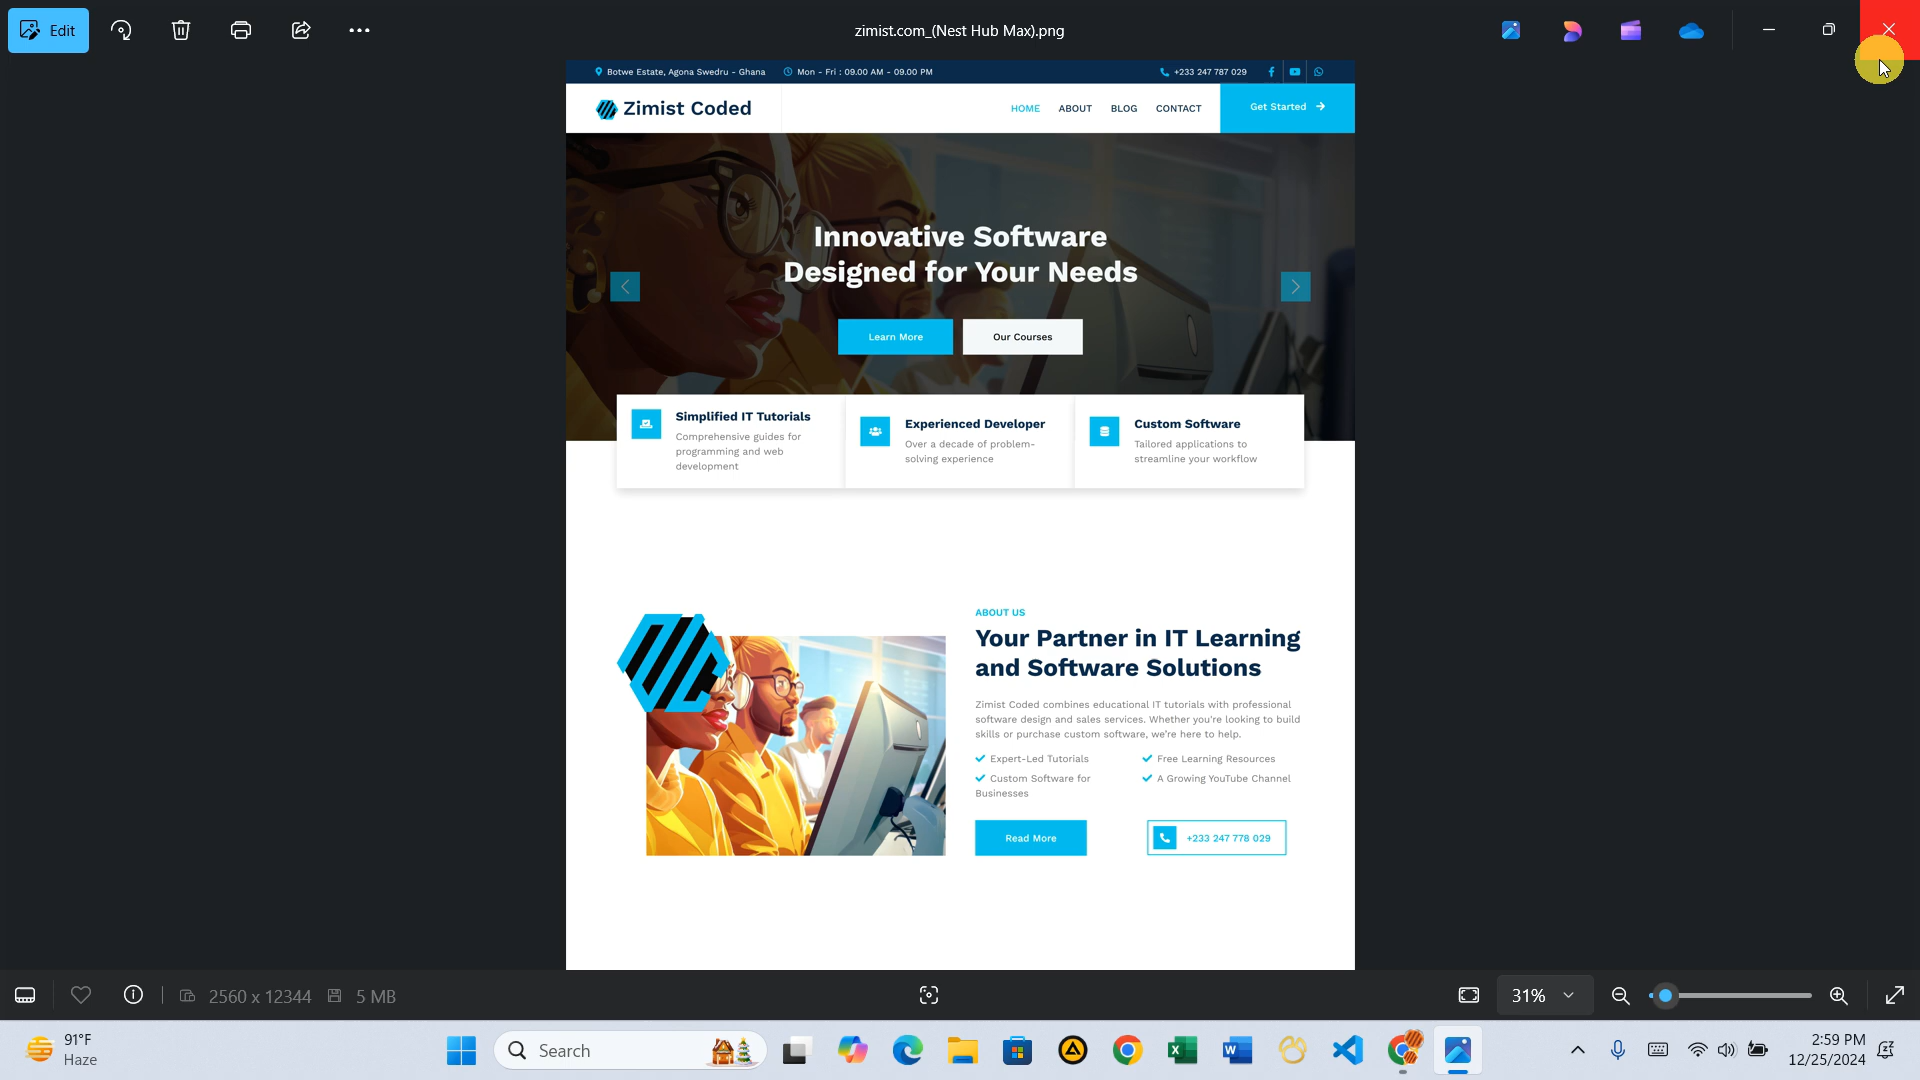 Edit
zimist.com_(Nest Hub Max).png
Botwe Estate, Agona Swedru - Ghana
Mon - Fri : 09.00 AM - 09.00 PM
+233 247 787 029
Zimist Coded
HOME
ABOUT
BLOG
CONTACT
Get Started
Innovative Software
Designed for Your Needs
Learn More
Our Courses
Simplified IT Tutorials
Comprehensive guides for
programming and web
development
Experienced Developer
Over a decade of problem-
solving experience
Custom Software
Tailored applications to
streamline your workflow
ABOUT US
Your Partner in IT Learning
and Software Solutions
Zimist Coded combines educational IT tutorials with professional
software design and sales services. Whether you're looking to build
skills or purchase custom software, we're here to help.
Expert-Led Tutorials
Free Learning Resources
Custom Software for
Businesses
A Growing YouTube Channel
Read More
+233 247 778 029
2560 x 12344
5 MB
31%
91°F
Haze
Search
2:59 PM
12/25/2024